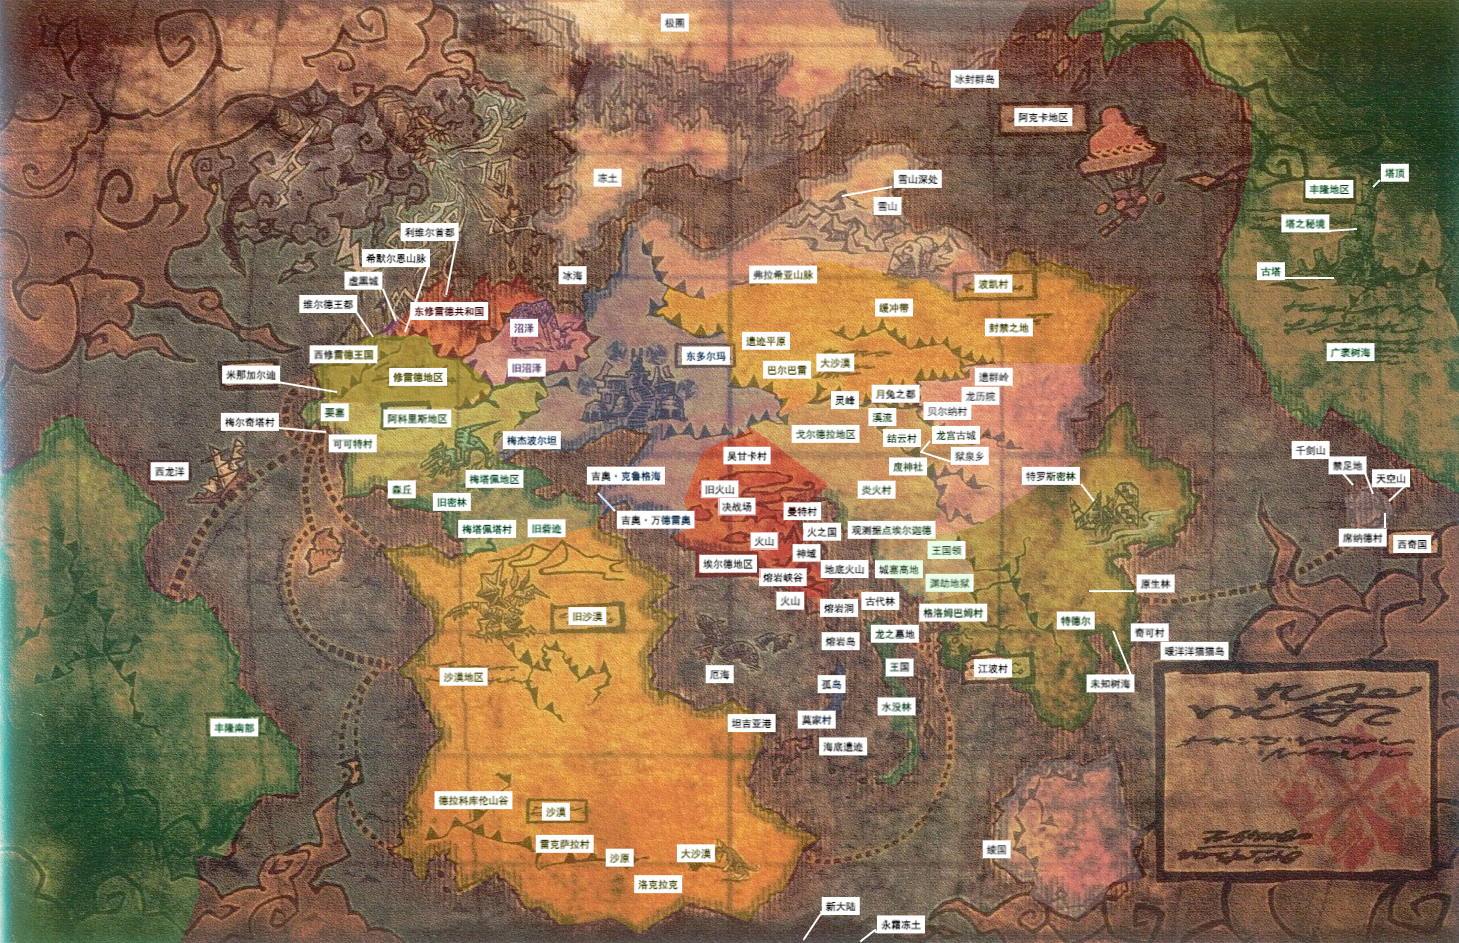 极圈
冰封群岛
阿克卡地区
塔顶
冻土
雪山深处
丰隆地区
雪山
塔之秘境
利维尔首都
希默尔恩山脉
古塔
冰海
弗拉希亚山脉
虚黑城
波凯村
维尔德王都
东修雷德共和国
缓冲带
沼泽
封禁之地
遗迹平原
广袤树海
西修雷德王国
东多尔玛
大沙漠
旧沼泽
巴尔巴雷
米那加尔迪
修雷德地区
遗群岭
月兔之都
龙历院
灵峰
要塞
贝尔纳村
阿科里斯地区
溪流
梅尔奇塔村
戈尔德拉地区
结云村
龙宫古城
可可特村
梅杰波尔坦
千剑山
吴甘卡村
狱泉乡
禁足地
西龙洋
废神社
吉奥·克鲁格海
特罗斯密林
天空山
梅塔佩地区
森丘
旧火山
炎火村
旧密林
决战场
曼特村
吉奥·万德雷奥
梅塔佩塔村
旧砦迹
火之国
观测据点埃尔迦德
席纳德村
西奇国
火山
神域
王国领
埃尔德地区
地底火山
城塞高地
熔岩峡谷
渊劫地狱
原生林
火山
熔岩洞
古代林
格洛姆巴姆村
旧沙漠
特德尔
龙之墓地
奇可村
熔岩岛
暖洋洋猫猫岛
王国
江波村
沙漠地区
厄海
孤岛
未知树海
水没林
丰隆南部
坦吉亚港
莫家村
海底遗迹
德拉科库伦山谷
沙漠
雷克萨拉村
绫国
沙原
大沙漠
洛克拉克
新大陆
永霜冻土